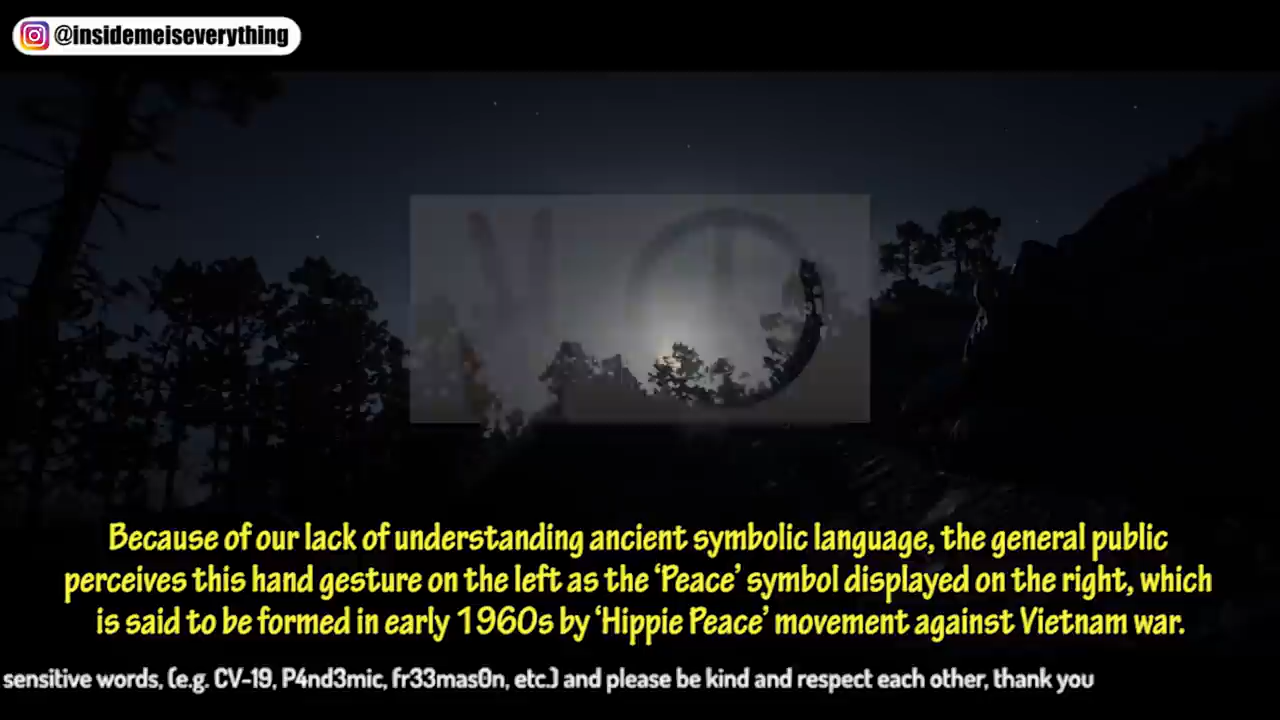 @insidemeiseverything
Because of our lack of understanding ancient symbolic language, the general public
perceives this hand gesture on the left as the ‘Peace’ symbol displayed on the right, which
is said to be formed in early 1960s by ‘Hippie Peace’ movement against Vietnam war.
sensitive words, (e.g. CV-19, P4nd3mic, fr33mas0n, etc.) and please be kind and respect each other, thank you